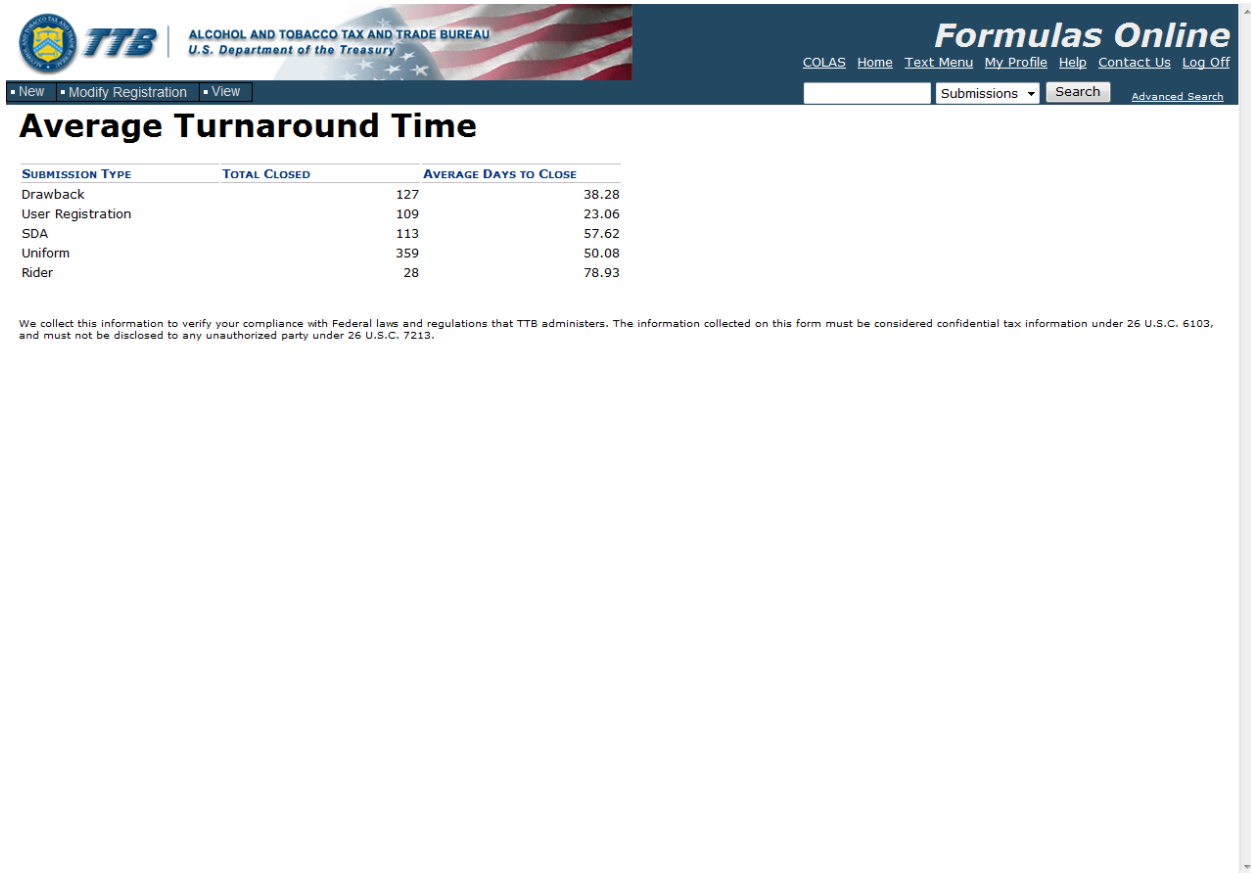 TTB
ALCOHOL AND TOBACCO TAX AND TRADE BUREAU
U.S. Department of the Treasury
Formulas Online
COLAS Home Text Menu My Profile Help Contact Us Log Off
New Modify Registration View
Submissions Search Advanced Search
Average Turnaround Time
SUBMISSION TYPE TOTAL CLOSED AVERAGE DAYS TO CLOSE
Drawback 127 38.28
User Registration 109 23.06
SDA 113 57.62
Uniform 359 50.08
Rider 28 78.93
We collect this information to verify your compliance with Federal laws and regulations that TTB administers. The information collected on this form must be considered confidential tax information under 26 U.S.C. 6103,
and must not be disclosed to any unauthorized party under 26 U.S.C. 7213.